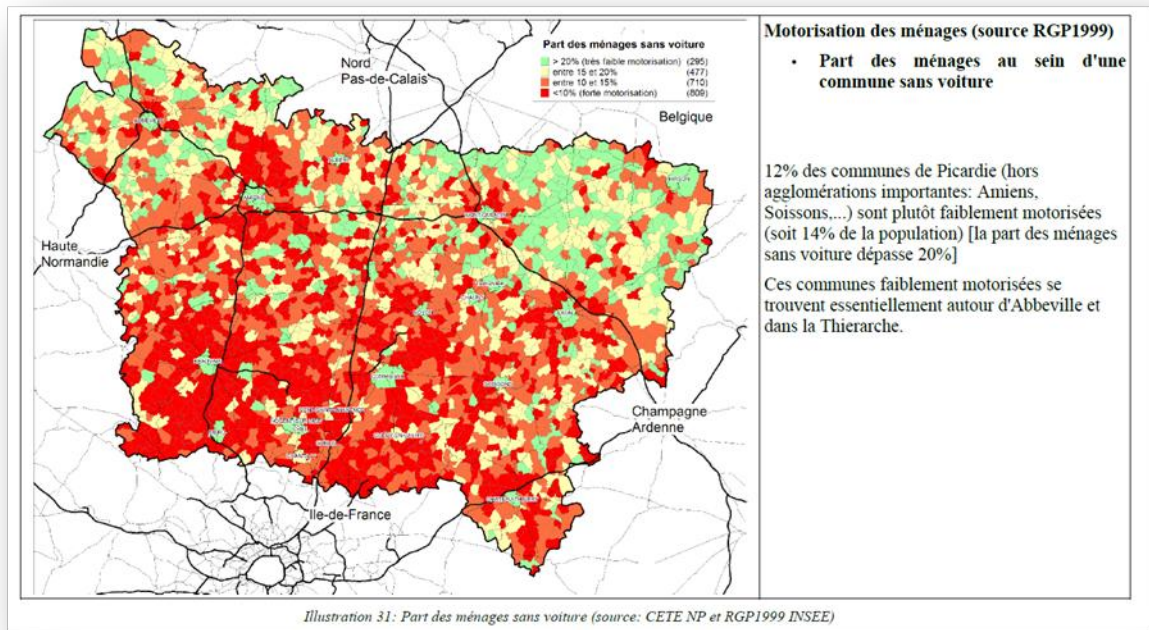 Part des ménages sans voiture
> 20% (très faible motorisation) (295)
entre 15 et 20% (477)
entre 10 et 15% (710)
<10% (forte motorisation) (809)
Nord
Pas-de-Calais
Belgique
Haute
Normandie
Champagne
Ardenne
Ile-de-France
Motorisation des ménages (source RGP1999)
· Part des ménages au sein d'une
commune sans voiture
12% des communes de Picardie (hors
agglomérations importantes: Amiens,
Soissons,...) sont plutôt faiblement motorisées
(soit 14% de la population) [la part des ménages
sans voiture dépasse 20%]
Ces communes faiblement motorisées se
trouvent essentiellement autour d'Abbeville et
dans la Thierarche.
Illustration 31: Part des ménages sans voiture (source: CETE NP et RGP1999 INSEE)